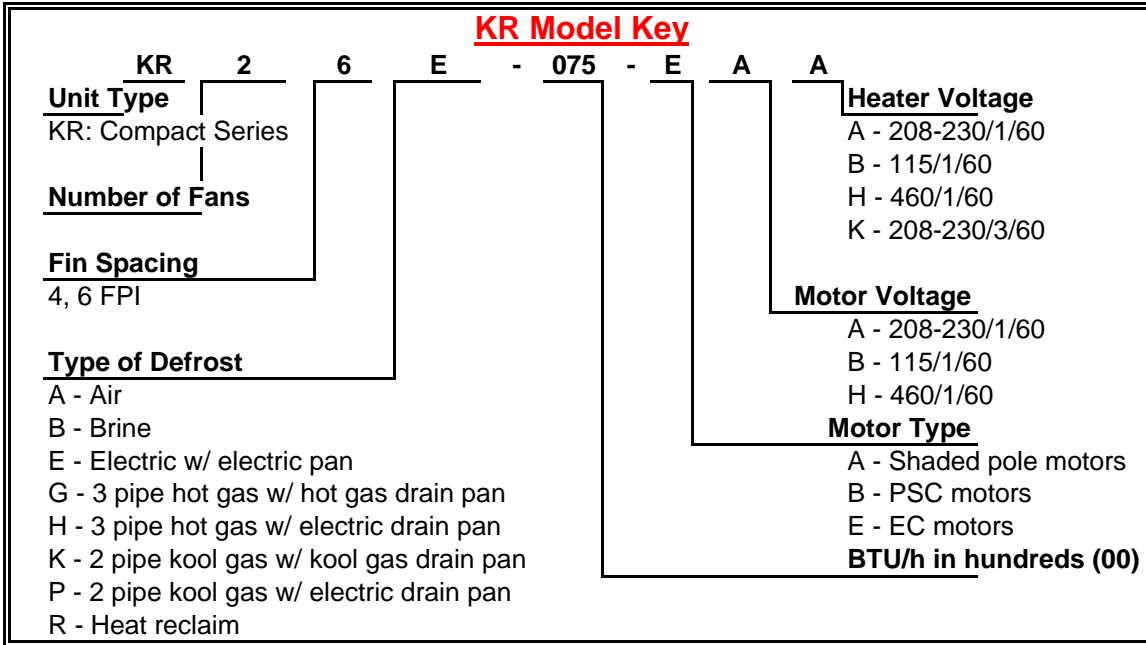 KR Model Key
KR 2 6 E - 075 - E A A
Unit Type
KR: Compact Series
Number of Fans
Fin Spacing
4, 6 FPI
Type of Defrost
A - Air
B - Brine
E - Electric w/ electric pan
G - 3 pipe hot gas w/ hot gas drain pan
H - 3 pipe hot gas w/ electric drain pan
K - 2 pipe kool gas w/ kool gas drain pan
P - 2 pipe kool gas w/ electric drain pan
R - Heat reclaim
Heater Voltage
A - 208-230/1/60
B - 115/1/60
H - 460/1/60
K - 208-230/3/60
Motor Voltage
A - 208-230/1/60
B - 115/1/60
H - 460/1/60
Motor Type
A - Shaded pole motors
B - PSC motors
E - EC motors
BTU/h in hundreds (00)